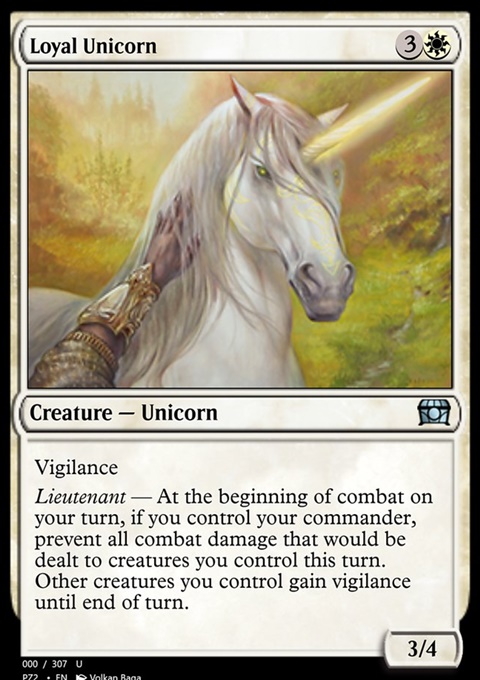 Loyal Unicorn 3
Creature — Unicorn
Vigilance
Lieutenant — At the beginning of combat on
your turn, if you control your commander,
prevent all combat damage that would be
dealt to creatures you control this turn.
Other creatures you control gain vigilance
until end of turn.
3/4
000 / 307 U
PZ2 • EN Volkan Baga